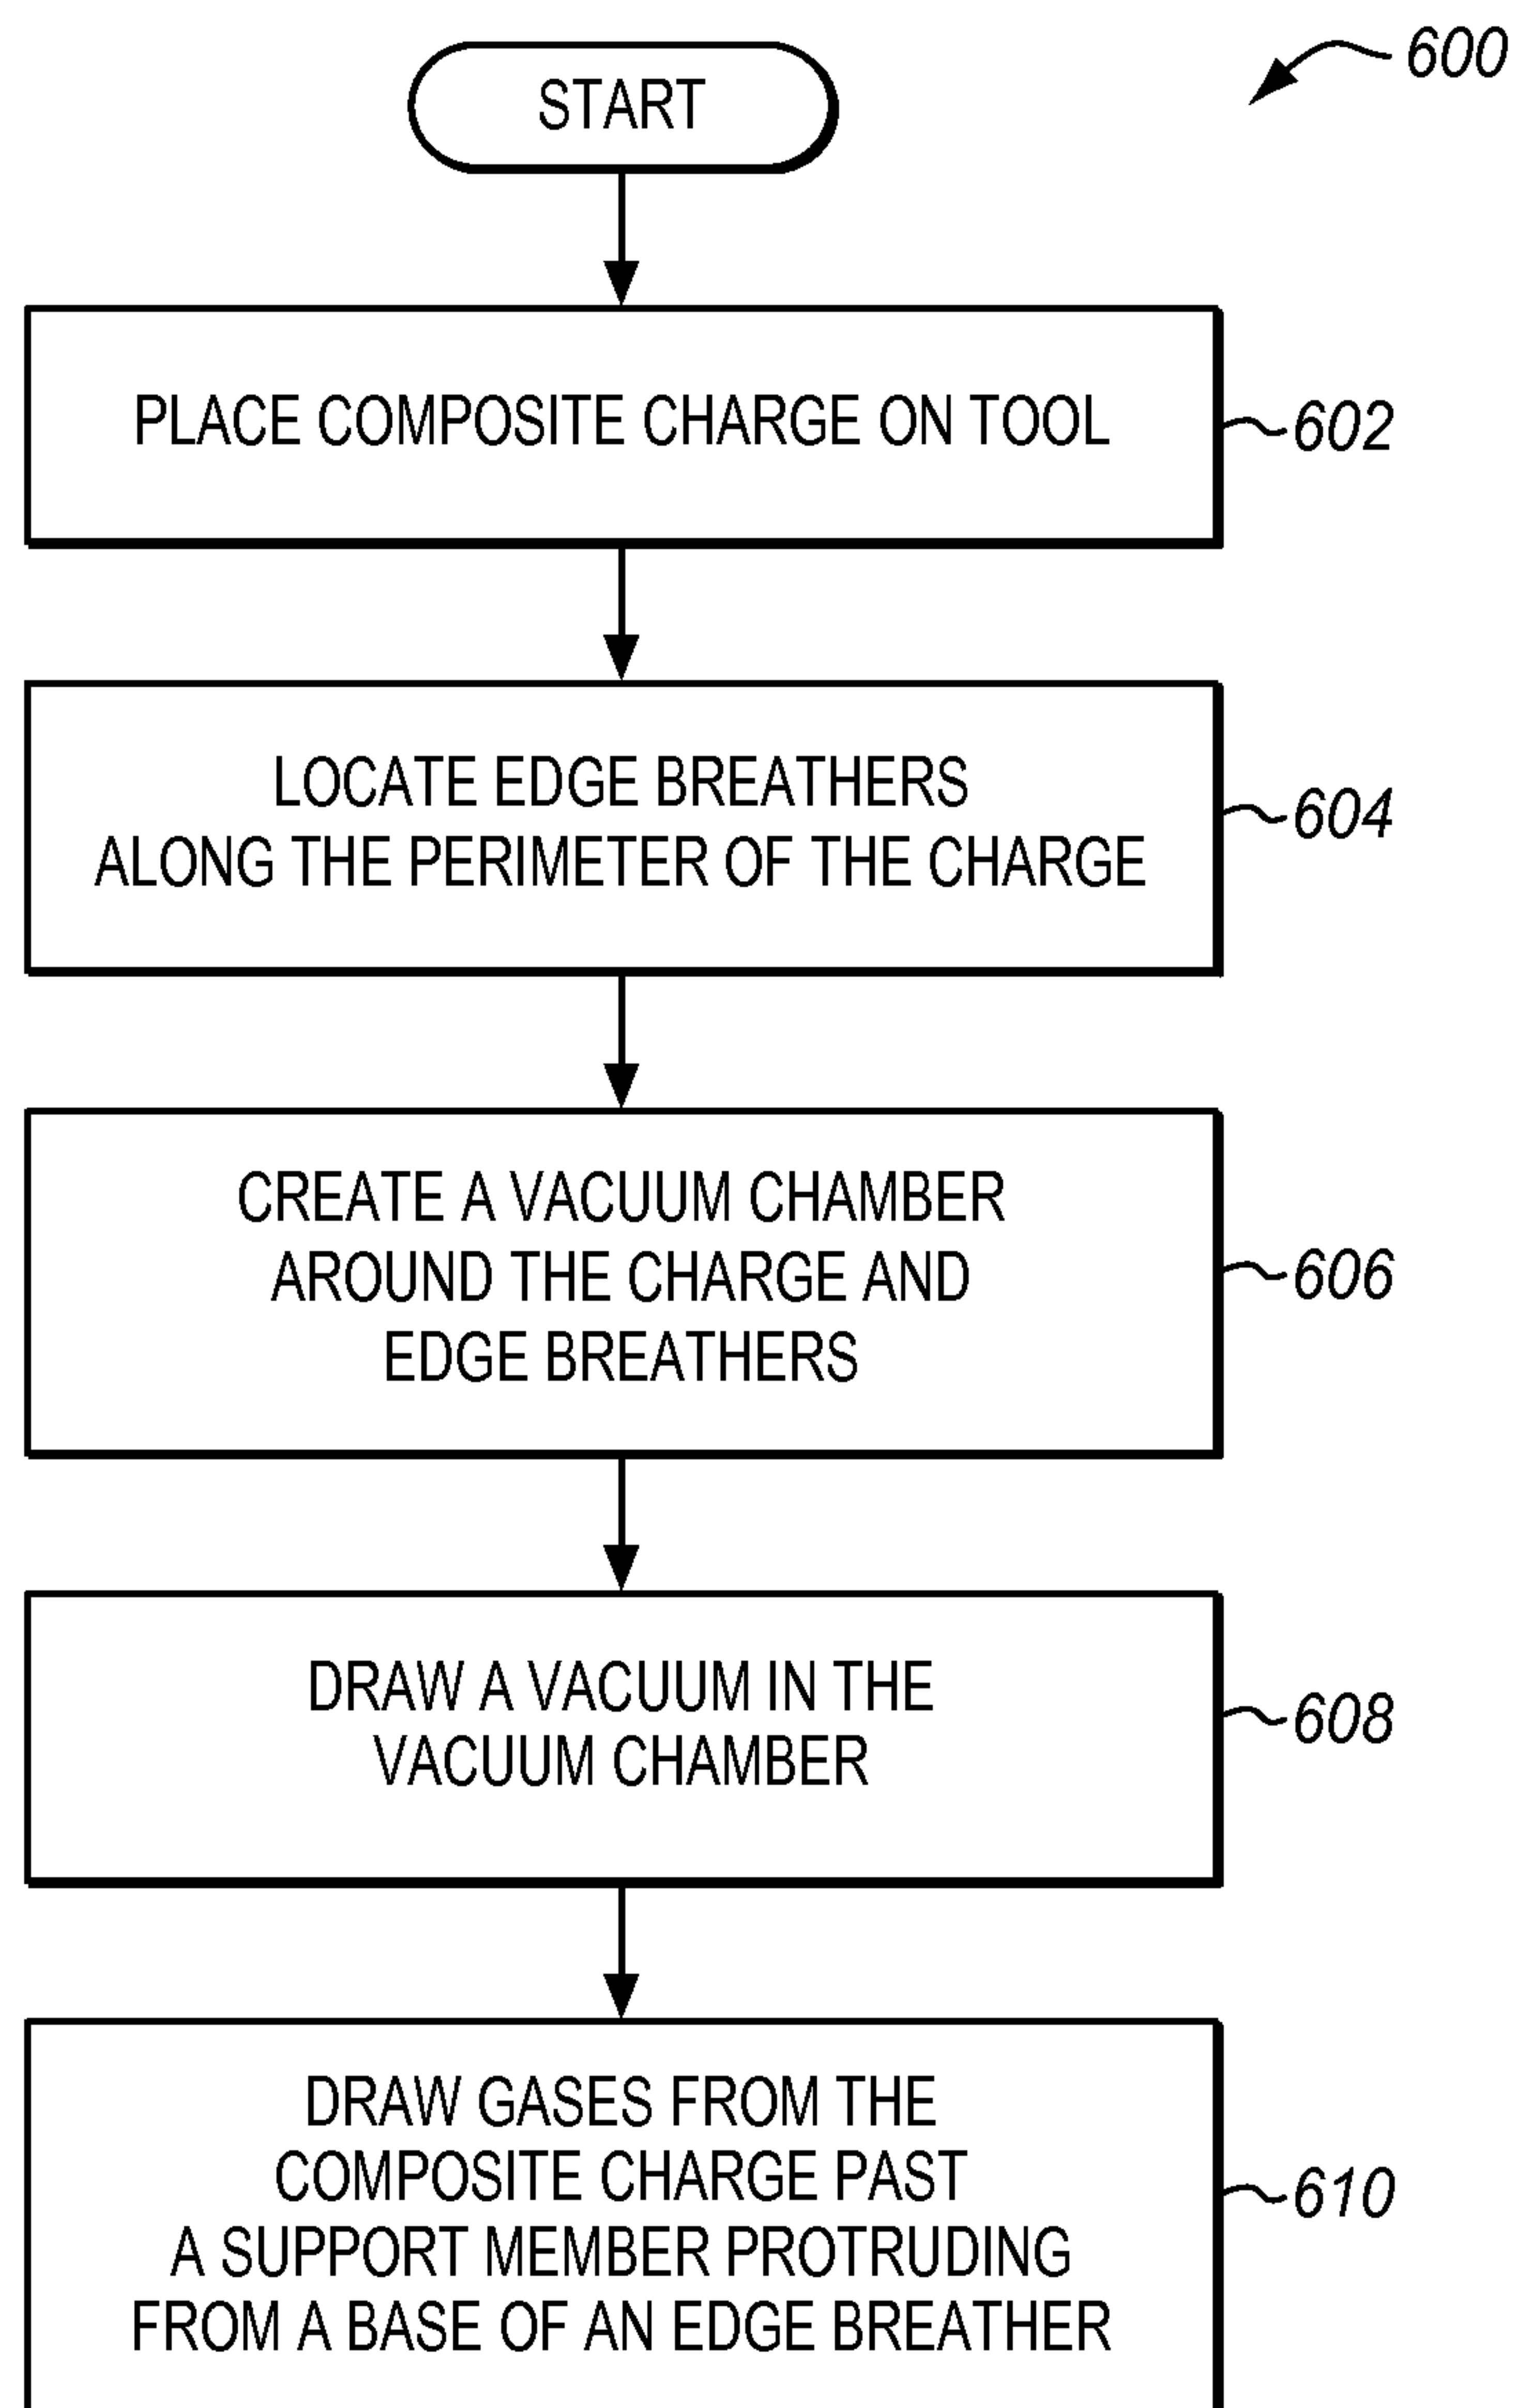 600
START
PLACE COMPOSITE CHARGE ON TOOL
602
LOCATE EDGE BREATHERS
ALONG THE PERIMETER OF THE CHARGE
604
CREATE A VACUUM CHAMBER
AROUND THE CHARGE AND
EDGE BREATHERS
606
DRAW A VACUUM IN THE
VACUUM CHAMBER
608
DRAW GASES FROM THE
COMPOSITE CHARGE PAST
A SUPPORT MEMBER PROTRUDING
FROM A BASE OF AN EDGE BREATHER
610